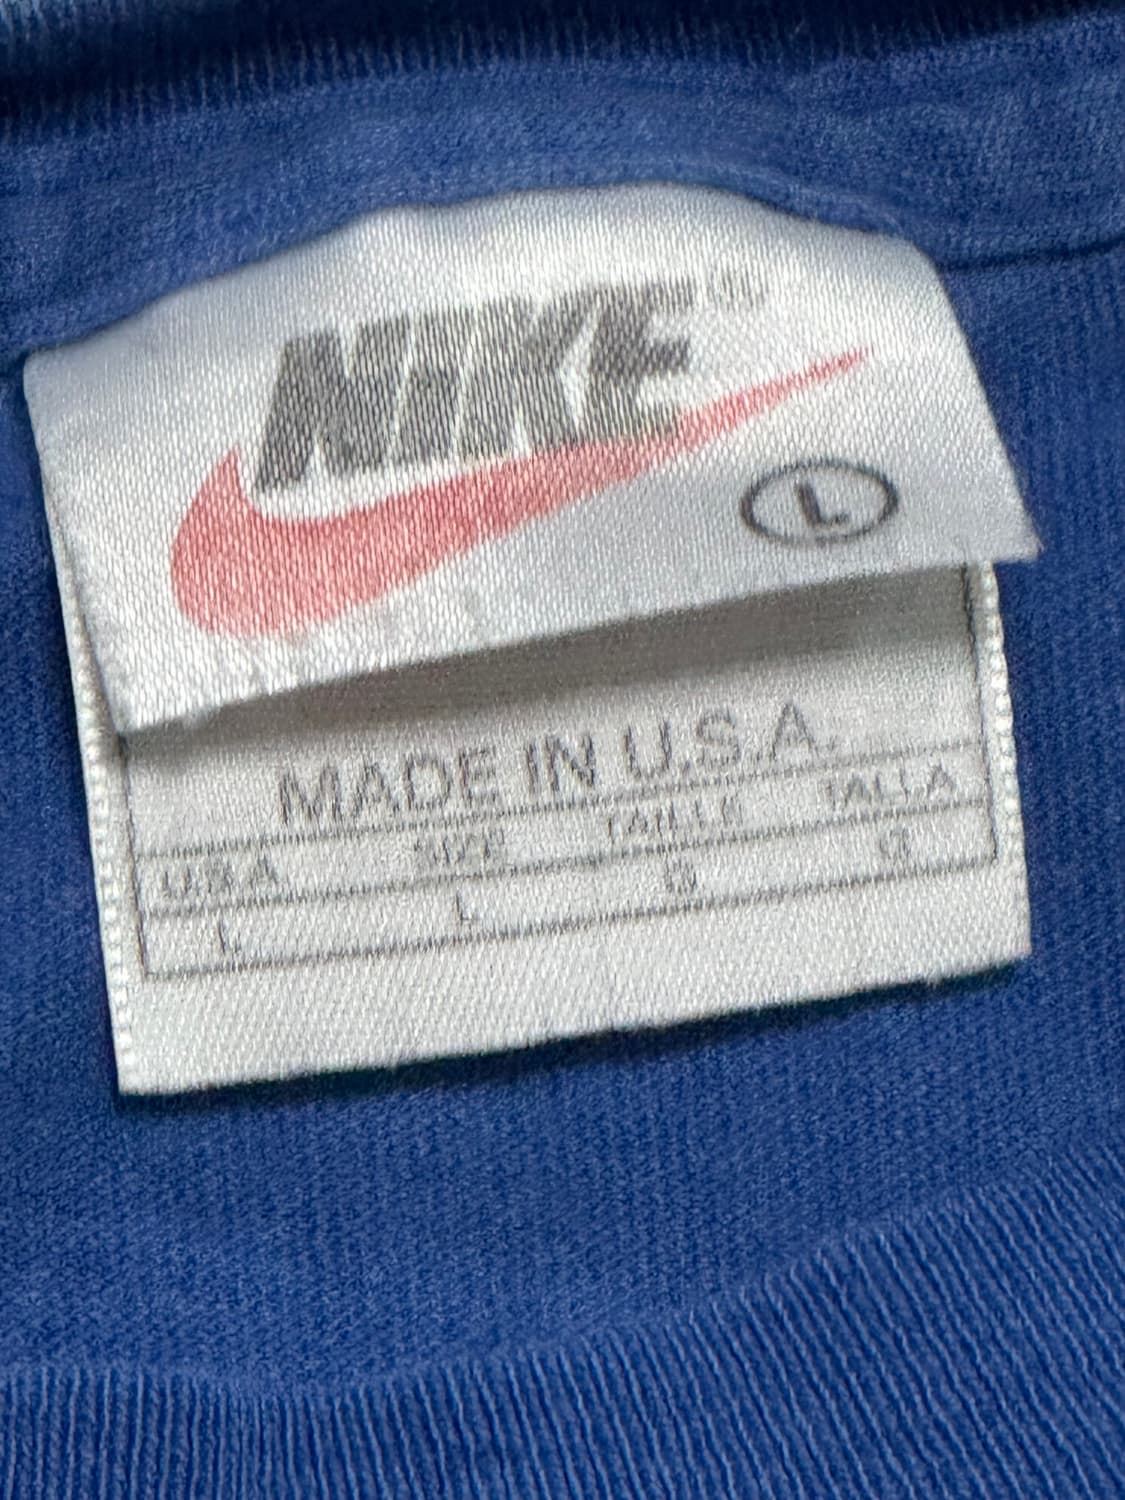 NIKE®
L
MADE IN U.S.A.
USA SIZE TAILLE TALLA
L L G G